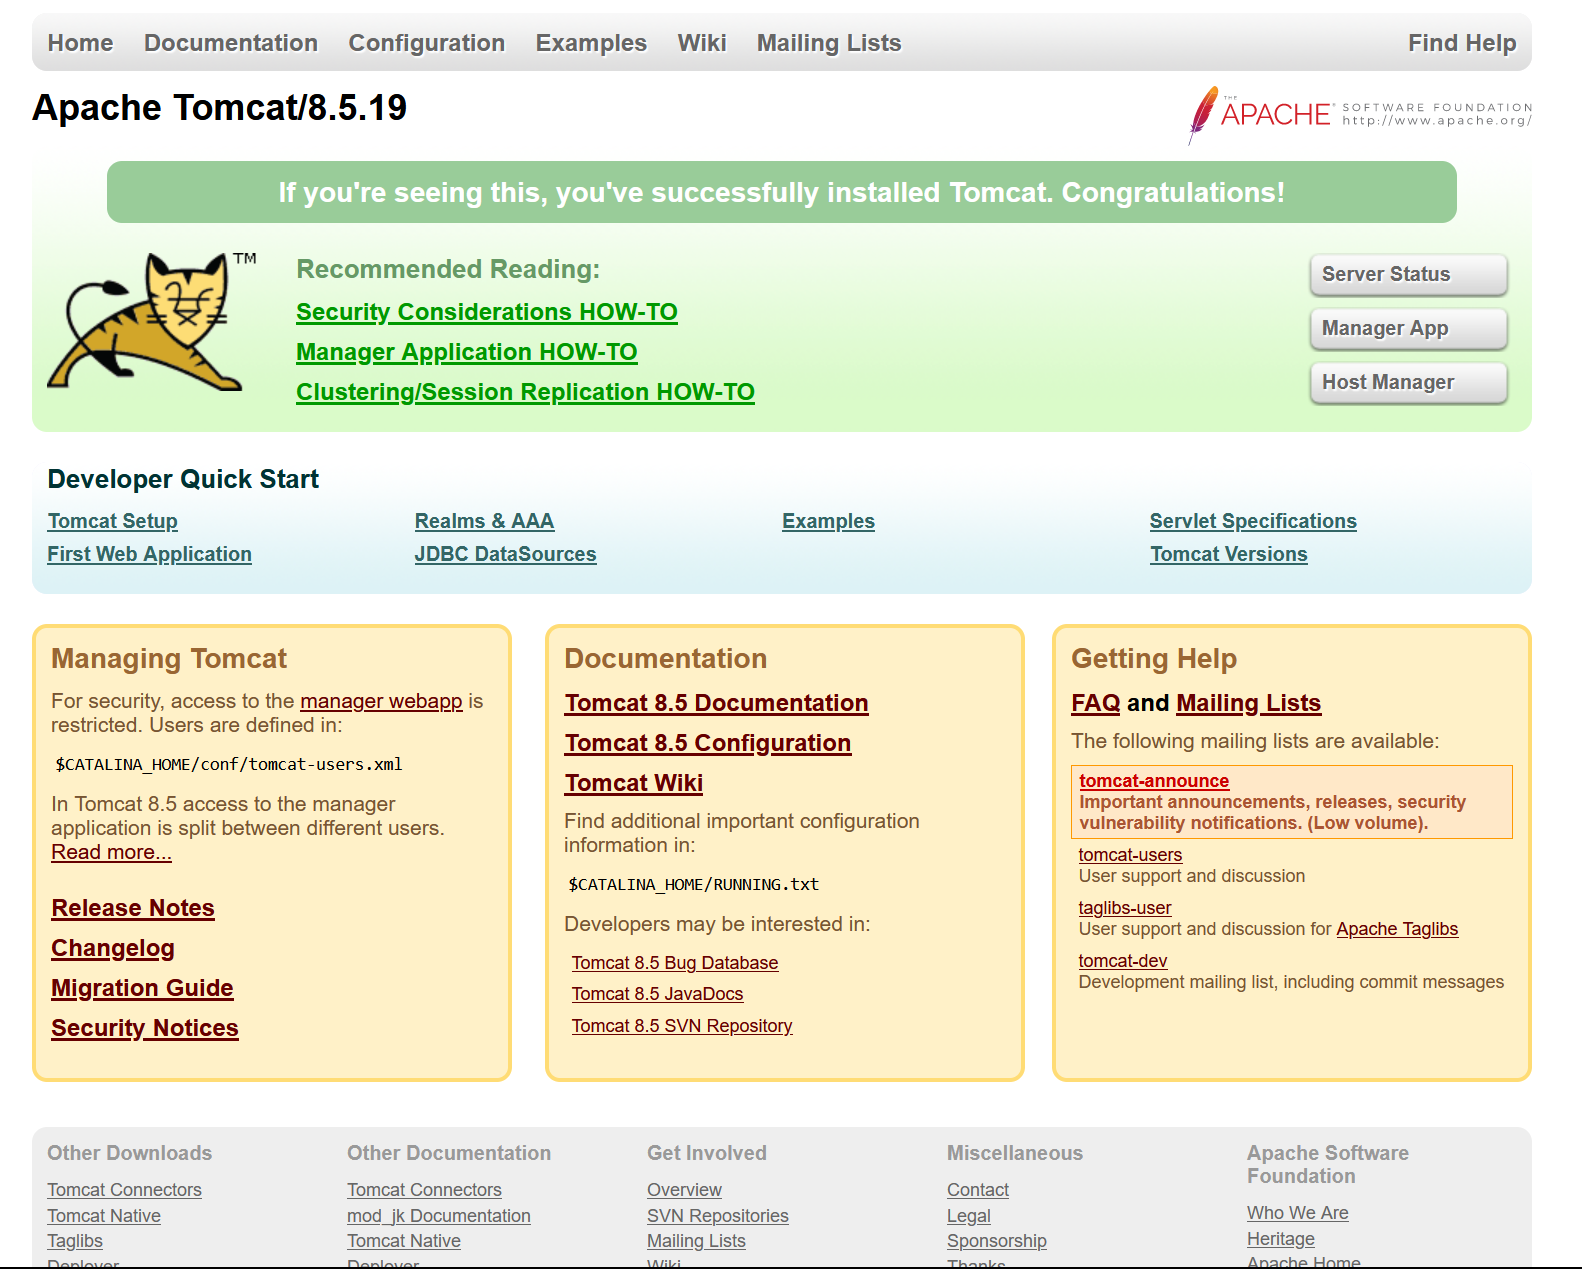 Home Documentation Configuration Examples Wiki Mailing Lists Find Help
Apache Tomcat/8.5.19
THE APACHE® SOFTWARE FOUNDATION
http://www.apache.org/
If you're seeing this, you've successfully installed Tomcat. Congratulations!
TM
Recommended Reading:
Security Considerations HOW-TO
Manager Application HOW-TO
Clustering/Session Replication HOW-TO
Server Status
Manager App
Host Manager
Developer Quick Start
Tomcat Setup
First Web Application
Realms & AAA
JDBC DataSources
Examples
Servlet Specifications
Tomcat Versions
Managing Tomcat
For security, access to the manager webapp is
restricted. Users are defined in:
$CATALINA_HOME/conf/tomcat-users.xml
In Tomcat 8.5 access to the manager
application is split between different users.
Read more...
Release Notes
Changelog
Migration Guide
Security Notices
Documentation
Tomcat 8.5 Documentation
Tomcat 8.5 Configuration
Tomcat Wiki
Find additional important configuration
information in:
$CATALINA_HOME/RUNNING.txt
Developers may be interested in:
Tomcat 8.5 Bug Database
Tomcat 8.5 JavaDocs
Tomcat 8.5 SVN Repository
Getting Help
FAQ and Mailing Lists
The following mailing lists are available:
tomcat-announce
Important announcements, releases, security
vulnerability notifications. (Low volume).
tomcat-users
User support and discussion
taglibs-user
User support and discussion for Apache Taglibs
tomcat-dev
Development mailing list, including commit messages
Other Downloads
Tomcat Connectors
Tomcat Native
Taglibs
Deployer
Other Documentation
Tomcat Connectors
mod_jk Documentation
Tomcat Native
Deployer
Get Involved
Overview
SVN Repositories
Mailing Lists
Wiki
Miscellaneous
Contact
Legal
Sponsorship
Thanks
Apache Software
Foundation
Who We Are
Heritage
Apache Home